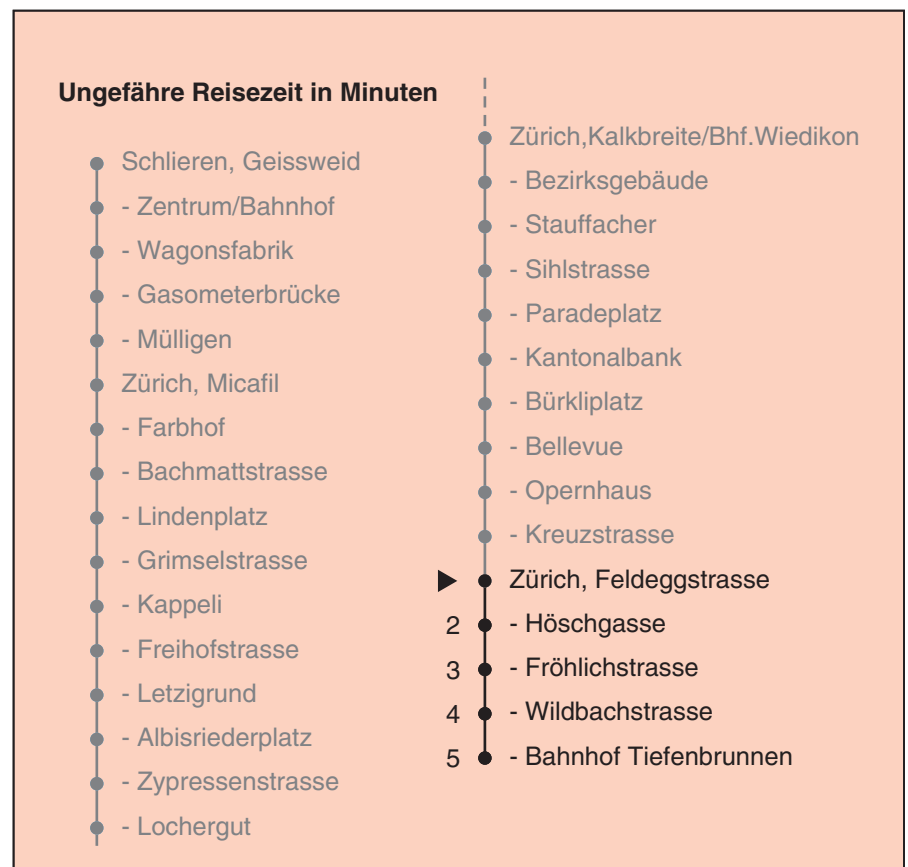 Ungefähre Reisezeit in Minuten
Schlieren, Geissweid
- Zentrum/Bahnhof
- Wagonsfabrik
- Gasometerbrücke
- Mülligen
Zürich, Micafil
- Farbhof
- Bachmattstrasse
- Lindenplatz
- Grimselstrasse
- Kappeli
- Freihofstrasse
- Letzigrund
- Albisriederplatz
- Zypressenstrasse
- Lochergut
Zürich,Kalkbreite/Bhf.Wiedikon
- Bezirksgebäude
- Stauffacher
- Sihlstrasse
- Paradeplatz
- Kantonalbank
- Bürkliplatz
- Bellevue
- Opernhaus
- Kreuzstrasse
Zürich, Feldeggstrasse
2 - Höschgasse
3 - Fröhlichstrasse
4 - Wildbachstrasse
5 - Bahnhof Tiefenbrunnen